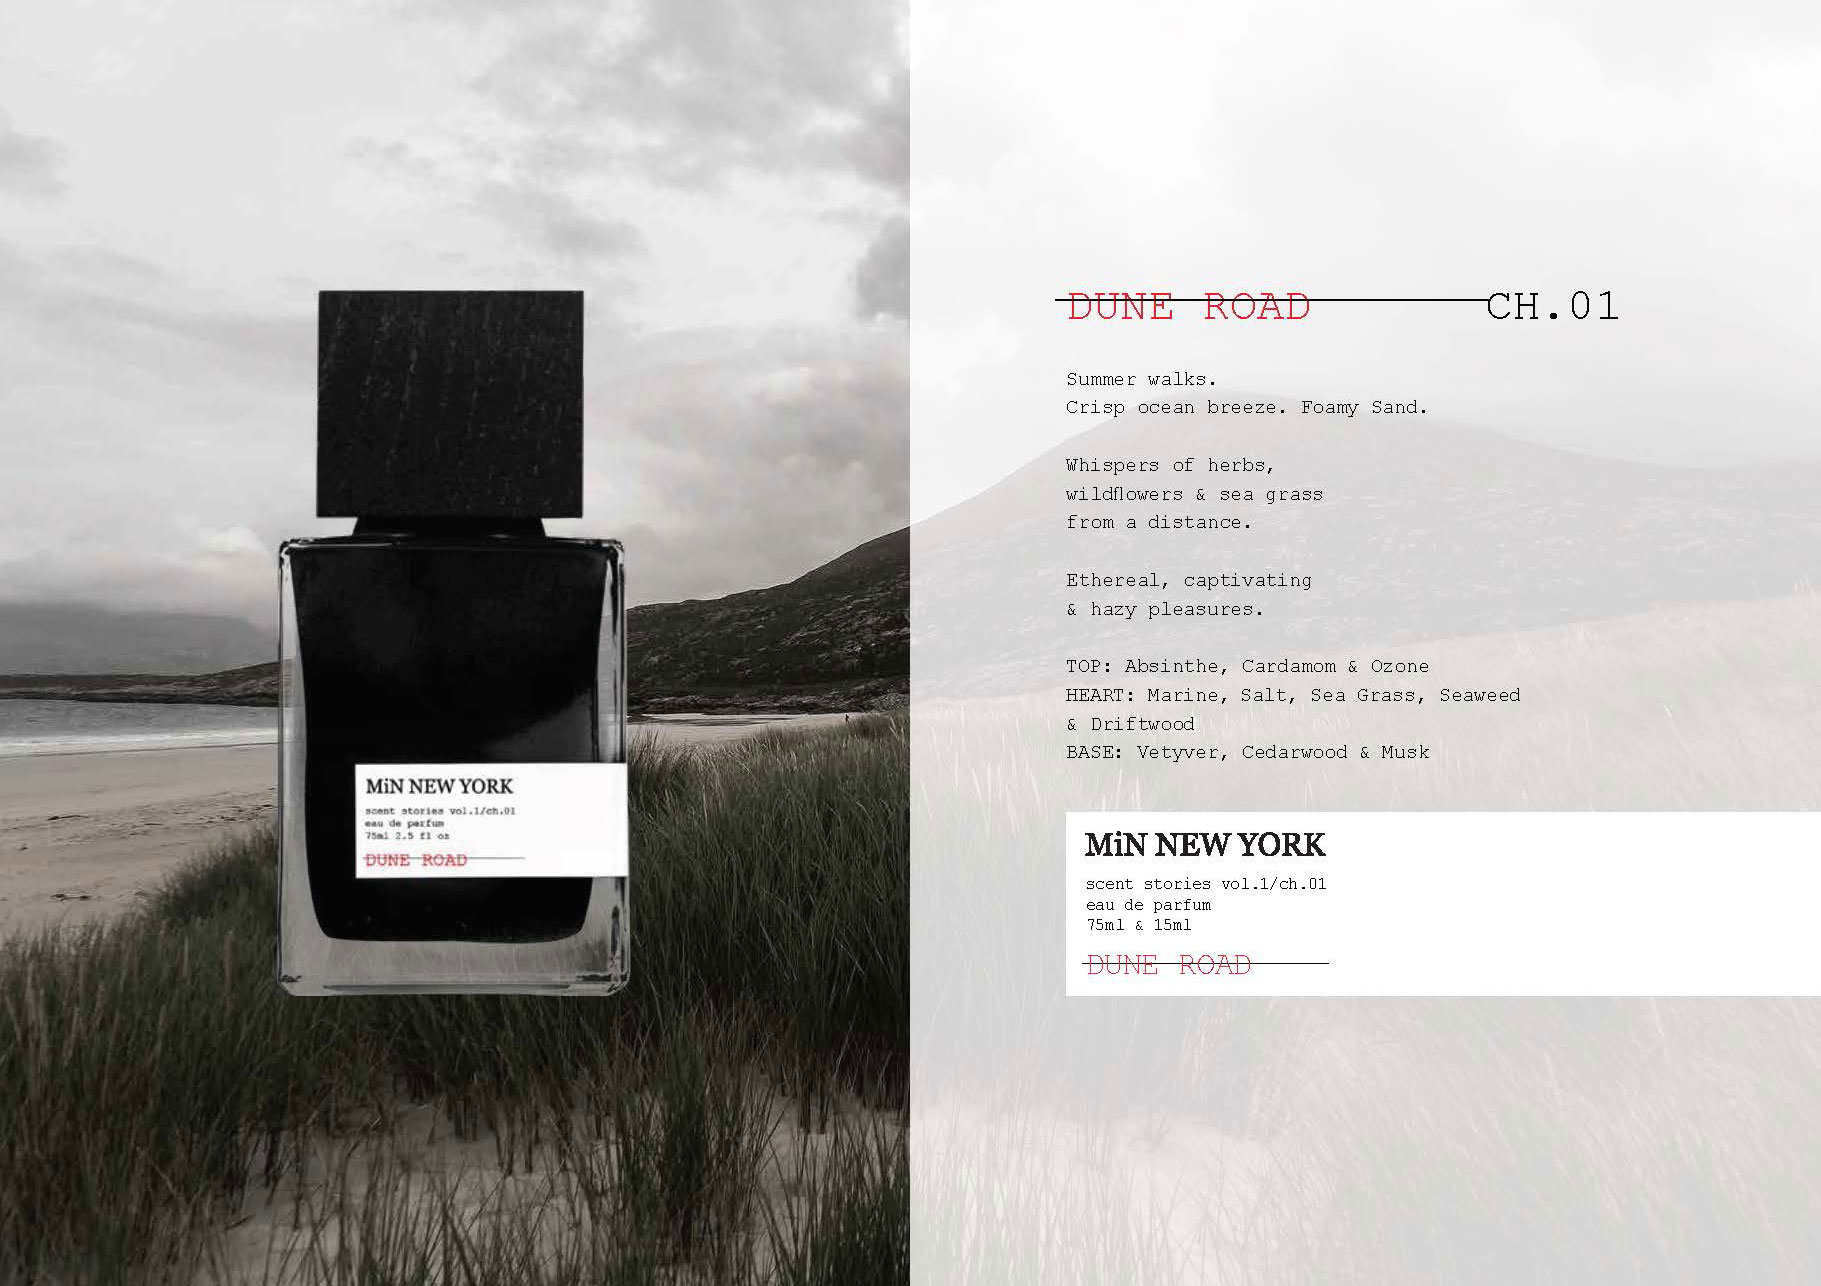 MiN NEW YORK
scent stories vol.1/ch.01
eau de parfum
75ml 2.5 fl oz
DUNE ROAD
DUNE ROAD CH.01
Summer walks.
Crisp ocean breeze. Foamy Sand.
Whispers of herbs,
wildflowers & sea grass
from a distance.
Ethereal, captivating
& hazy pleasures.
TOP: Absinthe, Cardamom & Ozone
HEART: Marine, Salt, Sea Grass, Seaweed
& Driftwood
BASE: Vetyver, Cedarwood & Musk
MiN NEW YORK
scent stories vol.1/ch.01
eau de parfum
75ml & 15ml
DUNE ROAD